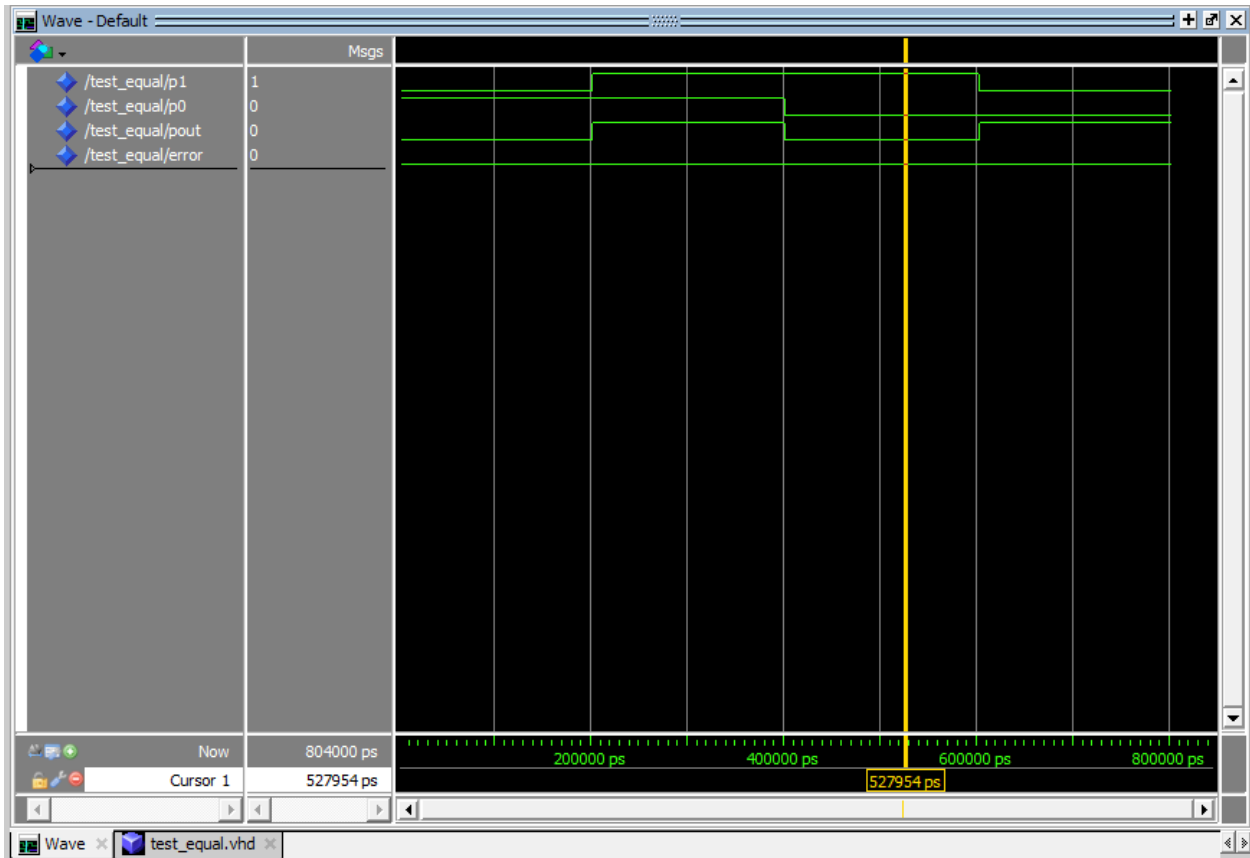 Wave - Default
Msgs
/test_equal/p1 1
/test_equal/p0 0
/test_equal/pout 0
/test_equal/error 0
Now 804000 ps
200000 ps 400000 ps 600000 ps 800000 ps
Cursor 1 527954 ps
527954 ps
Wave test_equal.vhd